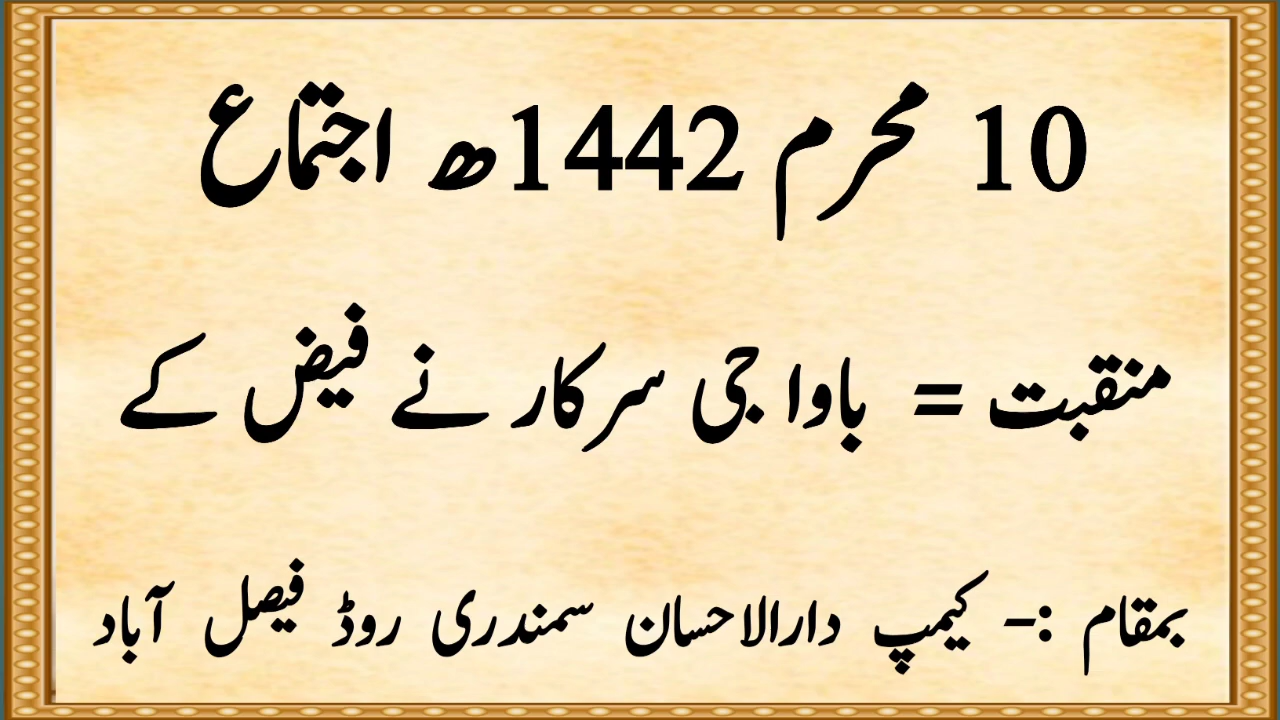 10 محرم 1442ھ اجتماع
منقبت = باوا جی سرکار نے فیض کے
بمقام :- کیمپ دارالاحسان سمندری روڈ فیصل آباد